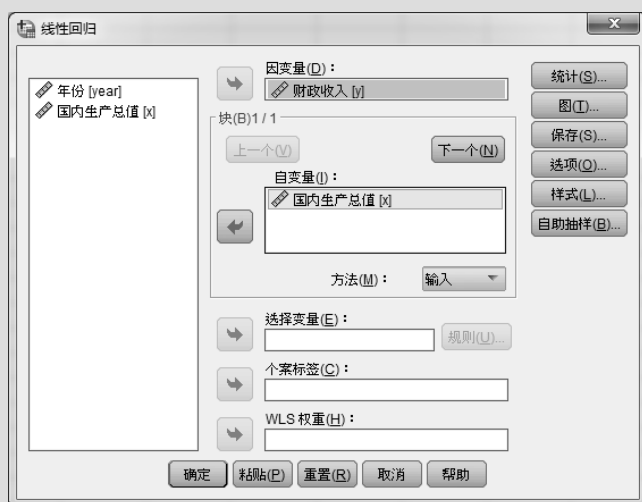 线性回归
年份 [year]
国内生产总值 [x]
因变量(D)：
财政收入 [y]
块(B)1 / 1
上一个(V)
下一个(N)
自变量(I)：
国内生产总值 [x]
方法(M)：
输入
选择变量(E)：
规则(U)...
个案标签(C)：
WLS 权重(H)：
统计(S)...
图(T)...
保存(S)...
选项(O)...
样式(L)...
自助抽样(B)...
确定
粘贴(P)
重置(R)
取消
帮助